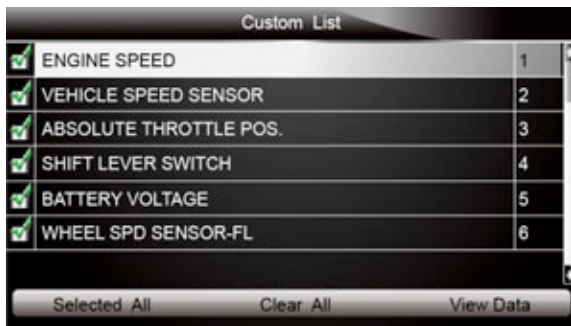 Custom List
ENGINE SPEED 1
VEHICLE SPEED SENSOR 2
ABSOLUTE THROTTLE POS. 3
SHIFT LEVER SWITCH 4
BATTERY VOLTAGE 5
WHEEL SPD SENSOR-FL 6
Selected All Clear All View Data